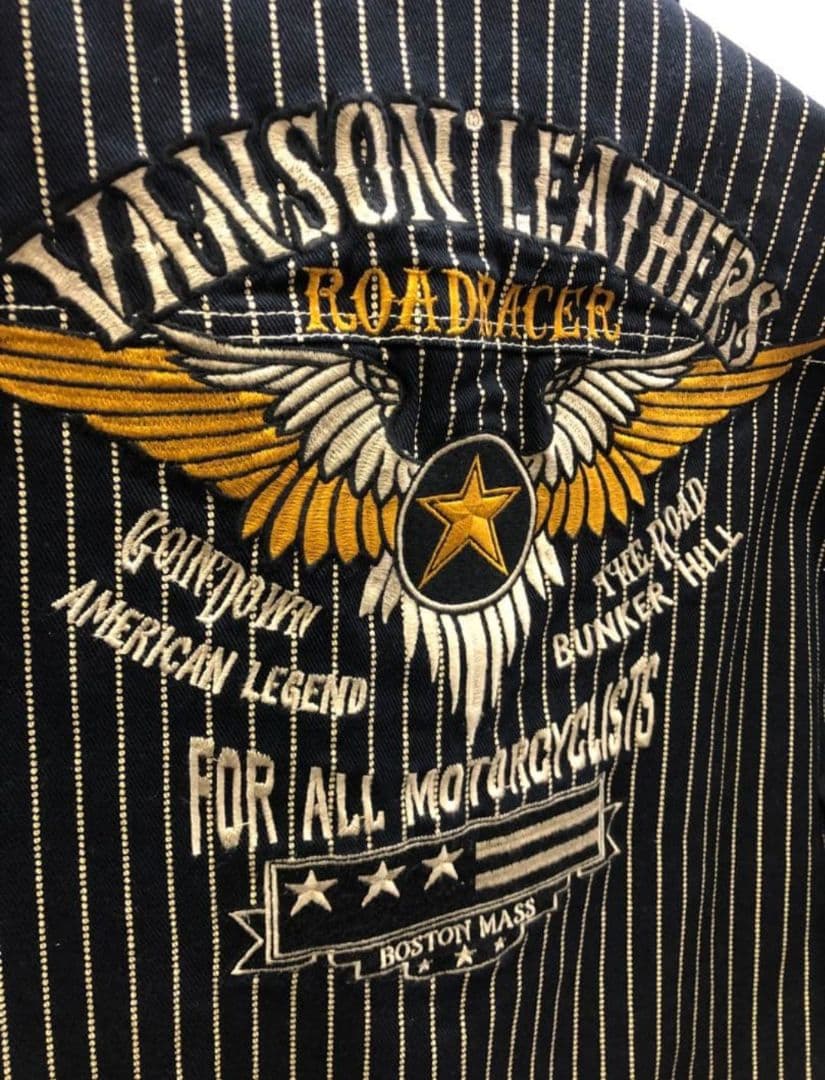 VANSON® LEATHERS
ROADRACER
GOIN'DOWN THE ROAD
AMERICAN LEGEND BUNKER HILL
FOR ALL MOTORCYCLISTS
BOSTON MASS